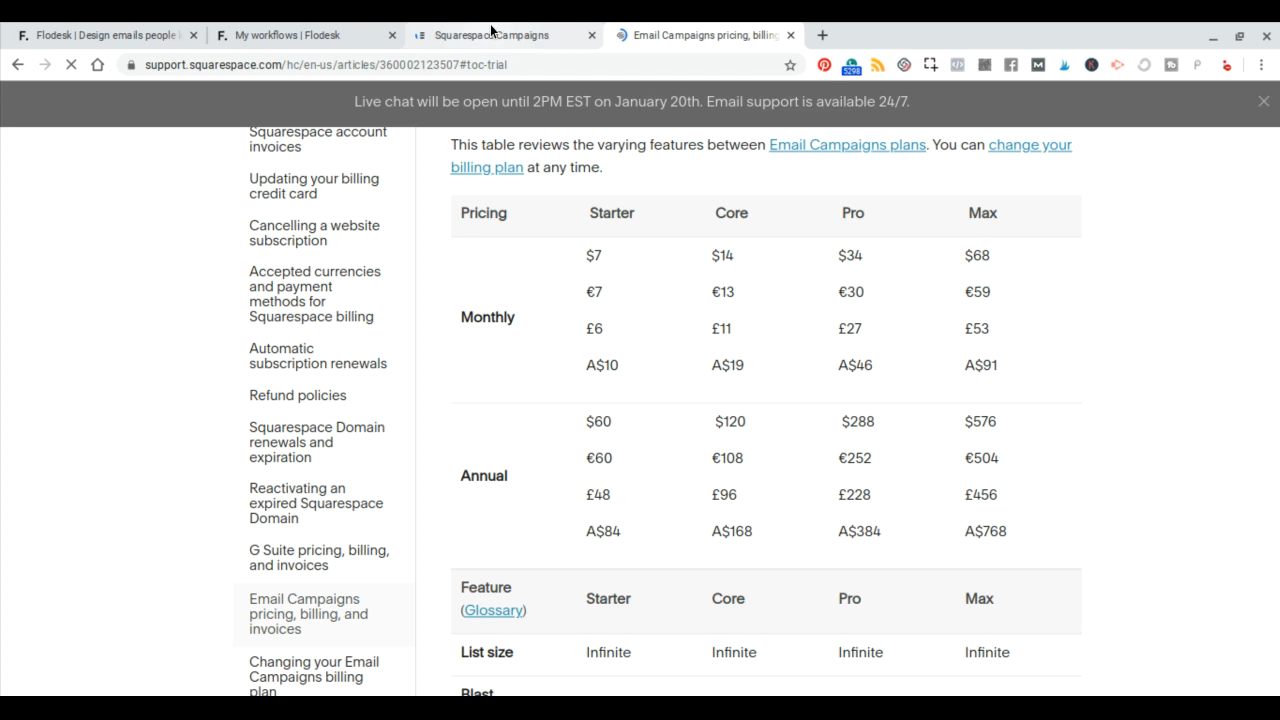 Flodesk | Design emails people
My workflows | Flodesk
Squarespace Campaigns
Email Campaigns pricing, billing
support.squarespace.com/hc/en-us/articles/360002123507#toc-trial
5298
Live chat will be open until 2PM EST on January 20th. Email support is available 24/7.
Squarespace account
invoices
Updating your billing
credit card
Cancelling a website
subscription
Accepted currencies
and payment
methods for
Squarespace billing
Automatic
subscription renewals
Refund policies
Squarespace Domain
renewals and
expiration
Reactivating an
expired Squarespace
Domain
G Suite pricing, billing,
and invoices
Email Campaigns
pricing, billing, and
invoices
Changing your Email
Campaigns billing
plan
This table reviews the varying features between Email Campaigns plans. You can change your
billing plan at any time.
Pricing Starter Core Pro Max
Monthly
$7 $14 $34 $68
€7 €13 €30 €59
£6 £11 £27 £53
A$10 A$19 A$46 A$91
Annual
$60 $120 $288 $576
€60 €108 €252 €504
£48 £96 £228 £456
A$84 A$168 A$384 A$768
Feature
(Glossary)
Starter Core Pro Max
List size Infinite Infinite Infinite Infinite
Blast